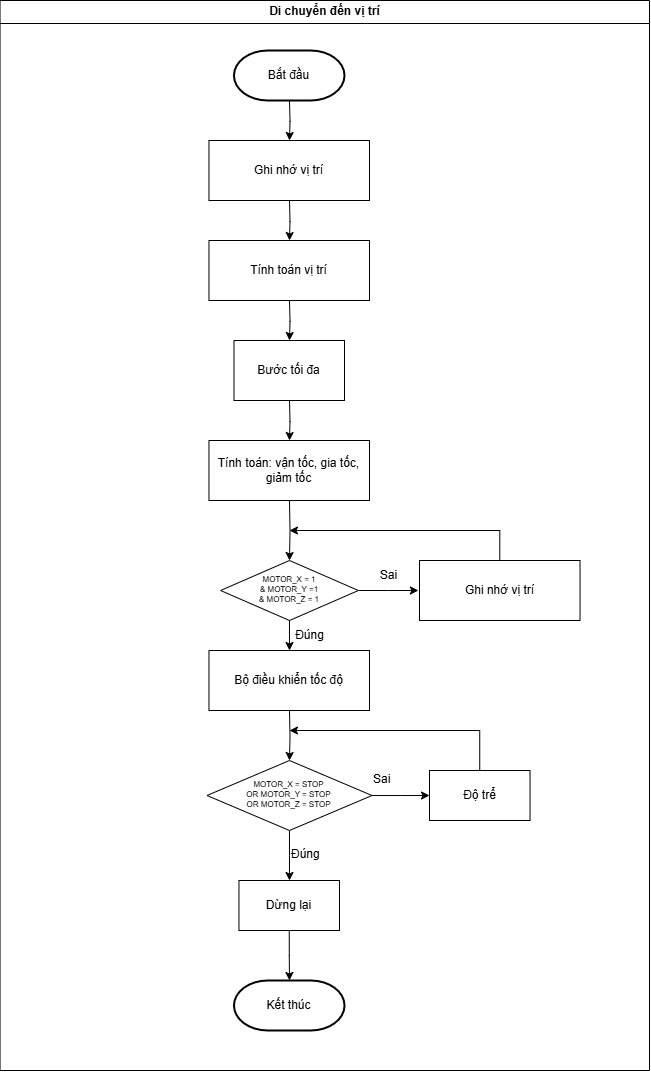 Di chuyển đến vị trí
Bắt đầu
Ghi nhớ vị trí
Tính toán vị trí
Bước tối đa
Tính toán: vận tốc, gia tốc,
giảm tốc
MOTOR_X = 1
& MOTOR_Y =1
& MOTOR_Z = 1
Sai
Ghi nhớ vị trí
Đúng
Bộ điều khiển tốc độ
MOTOR_X = STOP
OR MOTOR_Y = STOP
OR MOTOR_Z = STOP
Sai
Độ trể
Đúng
Dừng lại
Kết thúc